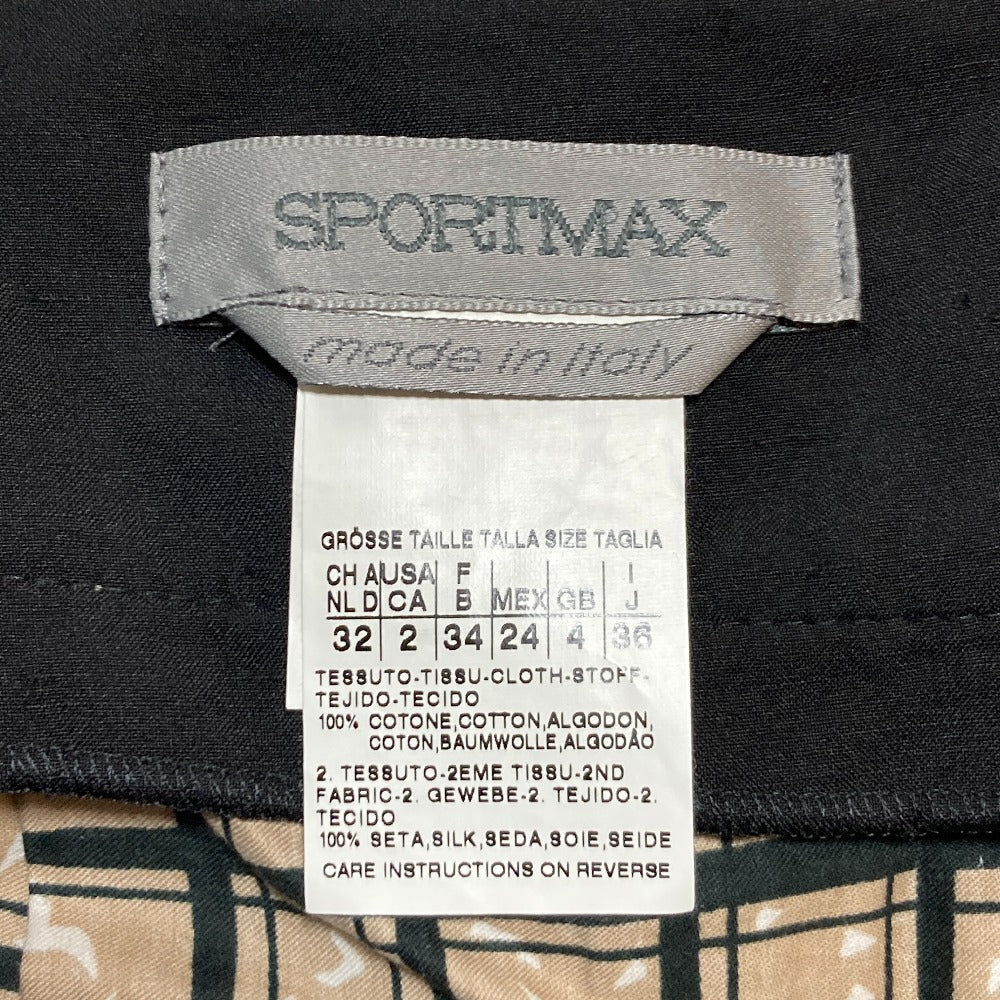 SPORTMAX
made in Italy
GRÖSSE TAILLE TALLA SIZE TAGLIA
CH A USA F I
NL D CA B MEX GB J
32 2 34 24 4 36
TESSUTO-TISSU-CLOTH-STOFF-
TEJIDO-TECIDO
100% COTONE,COTTON,ALGODON,
COTON,BAUMWOLLE,ALGODÃO
2. TESSUTO-2EME TISSU-2ND
FABRIC-2. GEWEBE-2. TEJIDO-2.
TECIDO
100% SETA,SILK,SEDA,SOIE,SEIDE
CARE INSTRUCTIONS ON REVERSE